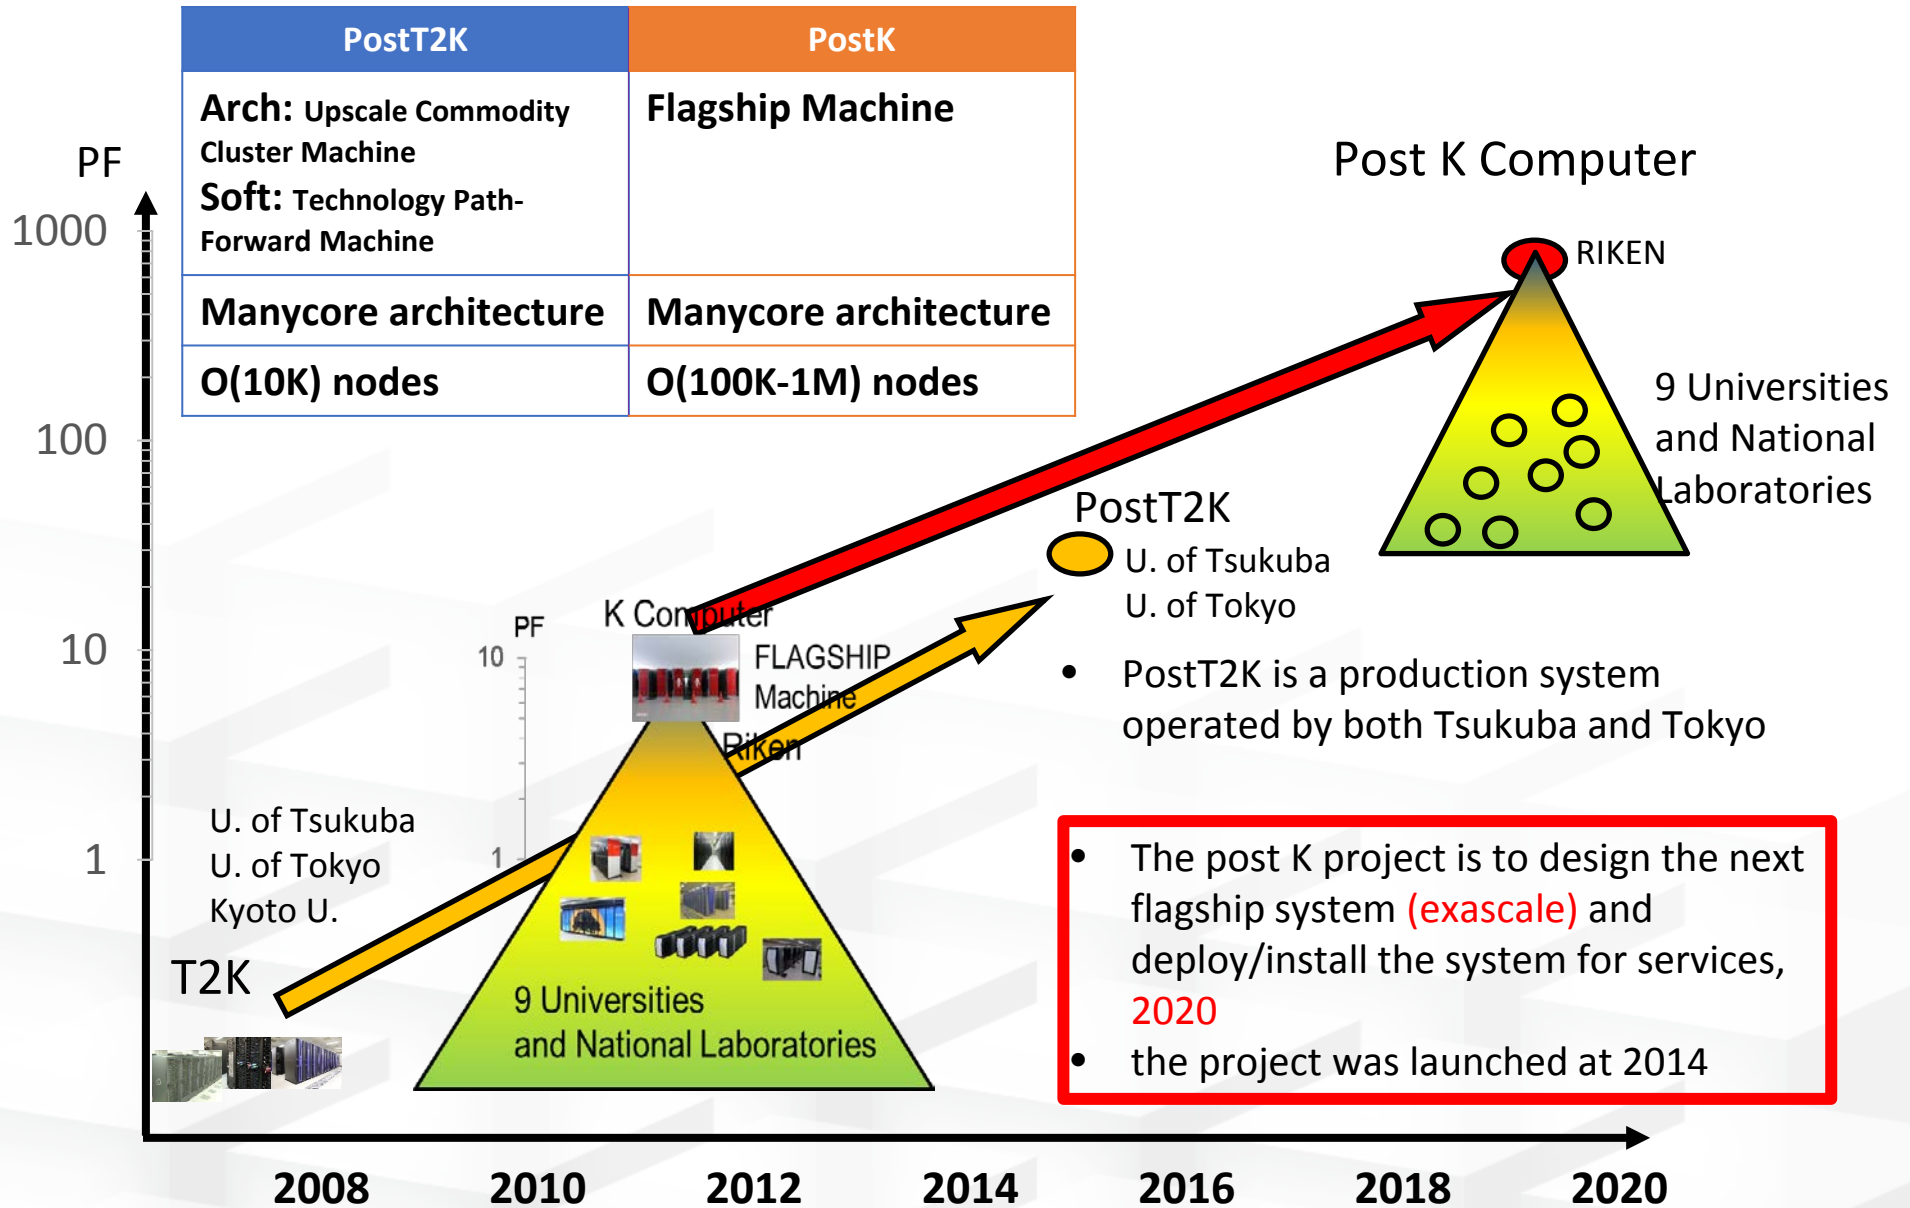 PostT2K
PostK
Arch: Upscale Commodity
Cluster Machine
Soft: Technology Path-
Forward Machine
Flagship Machine
Manycore architecture
Manycore architecture
O(10K) nodes
O(100K-1M) nodes
PF
1000
100
10
1
Post K Computer
RIKEN
9 Universities
and National
Laboratories
PostT2K
U. of Tsukuba
U. of Tokyo
K Computer
PF
10
1
FLAGSHIP
Machine
Riken
• PostT2K is a production system
operated by both Tsukuba and Tokyo
U. of Tsukuba
U. of Tokyo
Kyoto U.
T2K
9 Universities
and National Laboratories
• The post K project is to design the next
flagship system (exascale) and
deploy/install the system for services,
2020
• the project was launched at 2014
2008 2010 2012 2014 2016 2018 2020